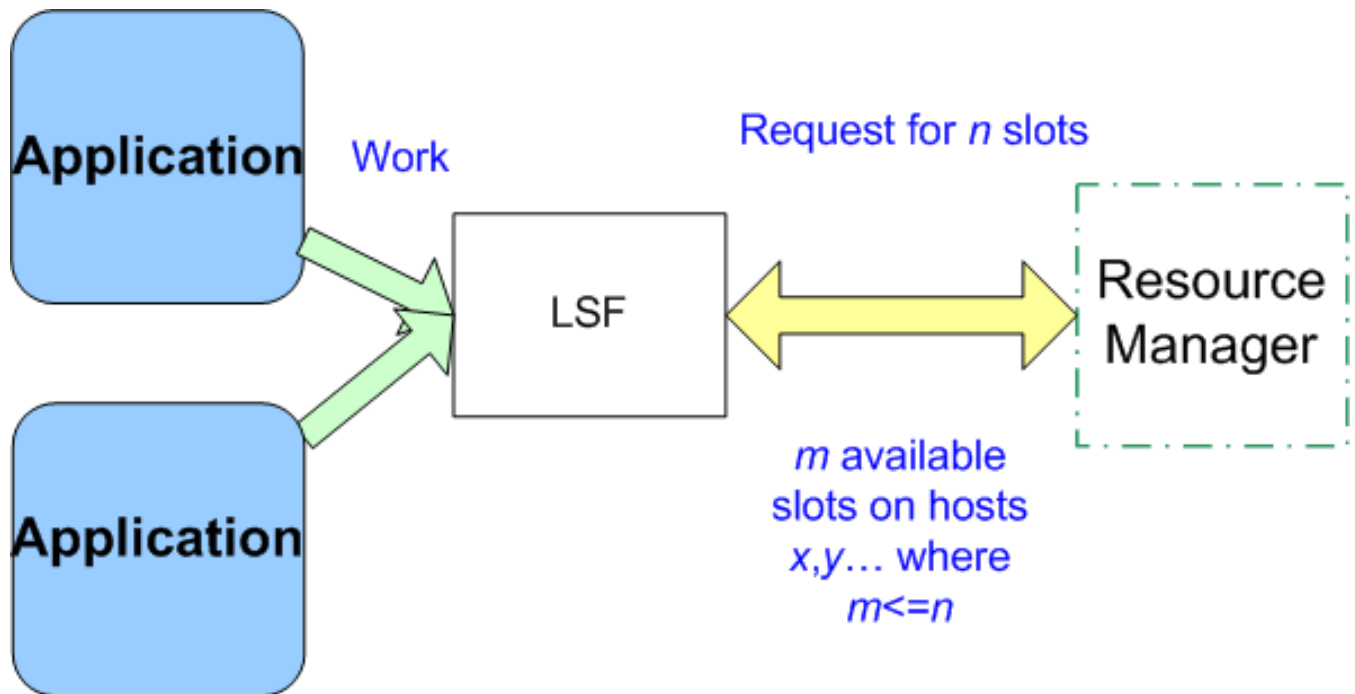 Application
Work
Request for n slots
LSF
Resource
Manager
m available
slots on hosts
x,y… where
m<=n
Application